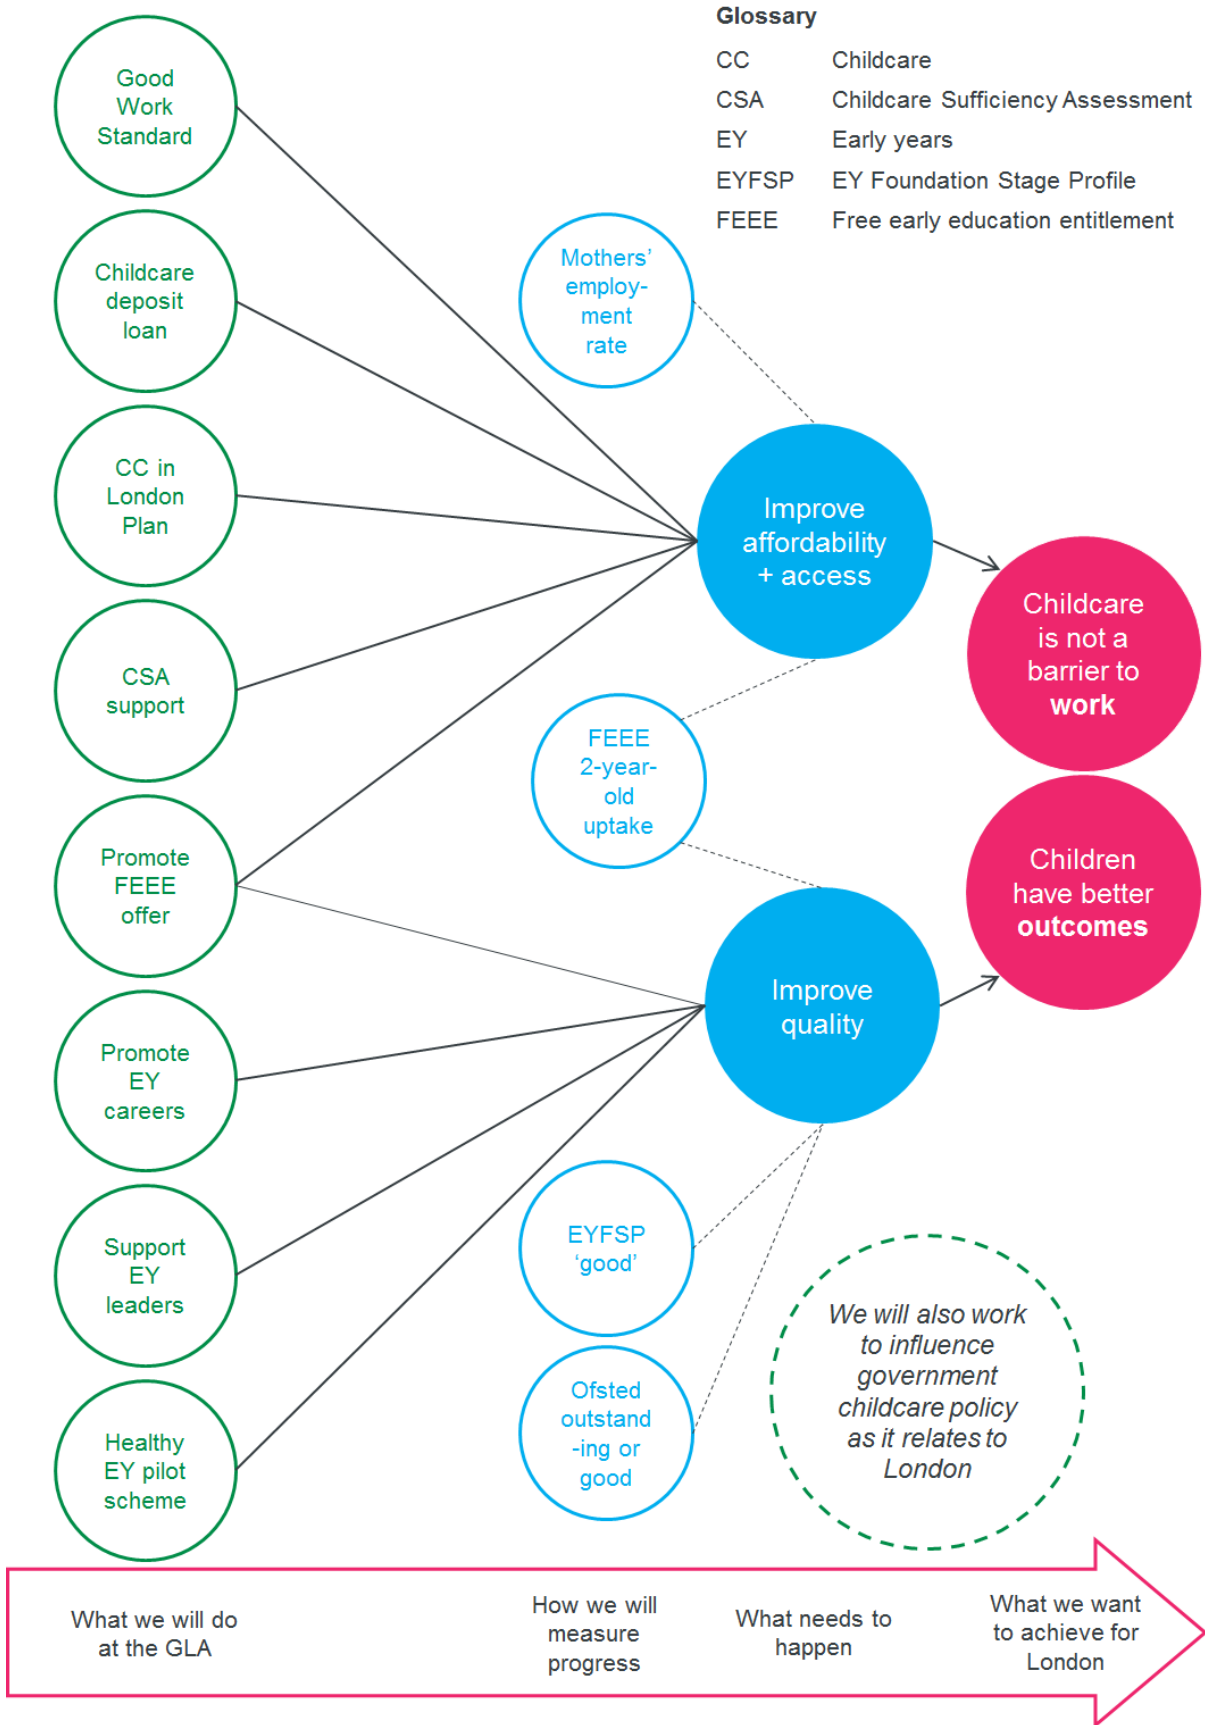 Glossary
CC Childcare
CSA Childcare Sufficiency Assessment
EY Early years
EYFSP EY Foundation Stage Profile
FEEE Free early education entitlement
Good
Work
Standard
Childcare
deposit
loan
CC in
London
Plan
CSA
support
Promote
FEEE
offer
Promote
EY
careers
Support
EY
leaders
Healthy
EY pilot
scheme
Mothers’
employ-
ment
rate
FEEE
2-year-
old
uptake
EYFSP
‘good’
Ofsted
outstand
-ing or
good
Improve
affordability
+ access
Improve
quality
Childcare
is not a
barrier to
work
Children
have better
outcomes
We will also work
to influence
government
childcare policy
as it relates to
London
What we will do
at the GLA
How we will
measure
progress
What needs to
happen
What we want
to achieve for
London